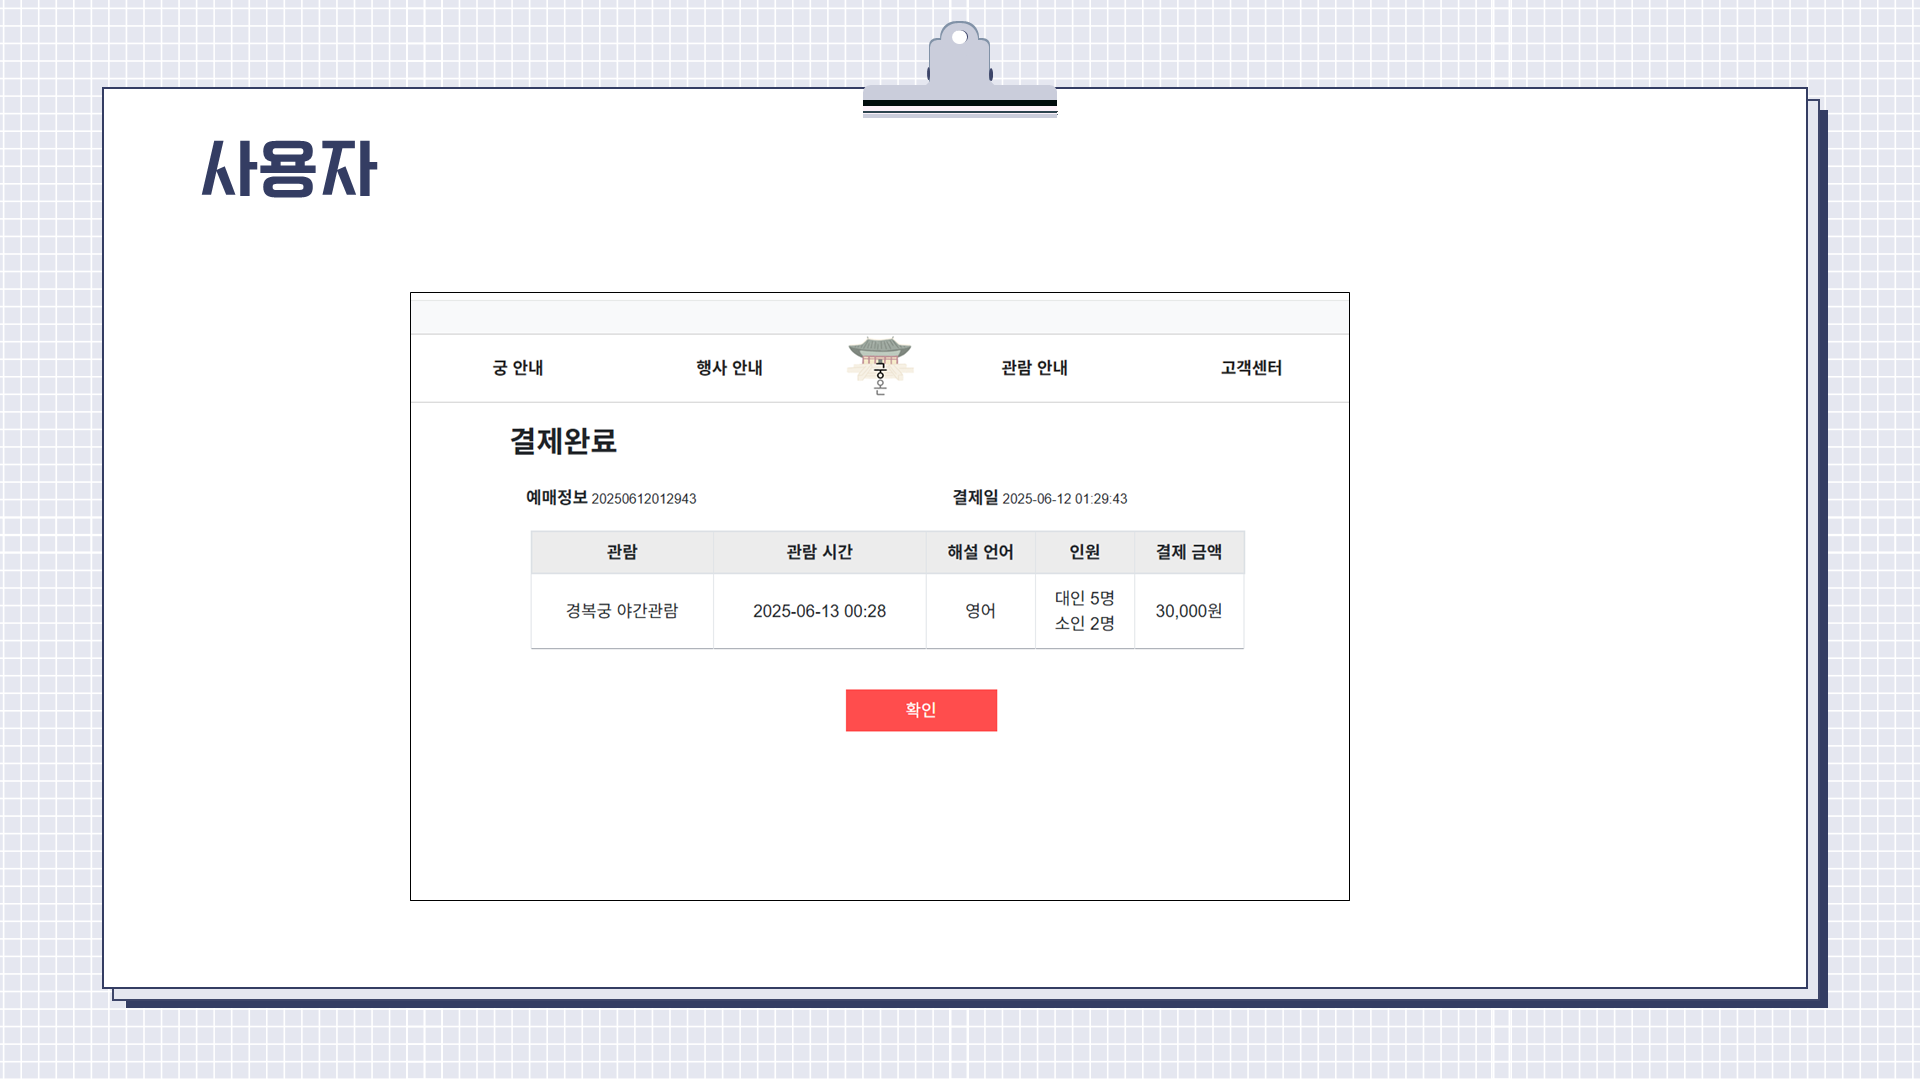 사용자
궁 안내 행사 안내 궁온 관람 안내 고객센터
결제완료
예매정보 20250612012943 결제일 2025-06-12 01:29:43
관람 관람 시간 해설 언어 인원 결제 금액
경복궁 야간관람 2025-06-13 00:28 영어 대인 5명 30,000원
소인 2명
확인